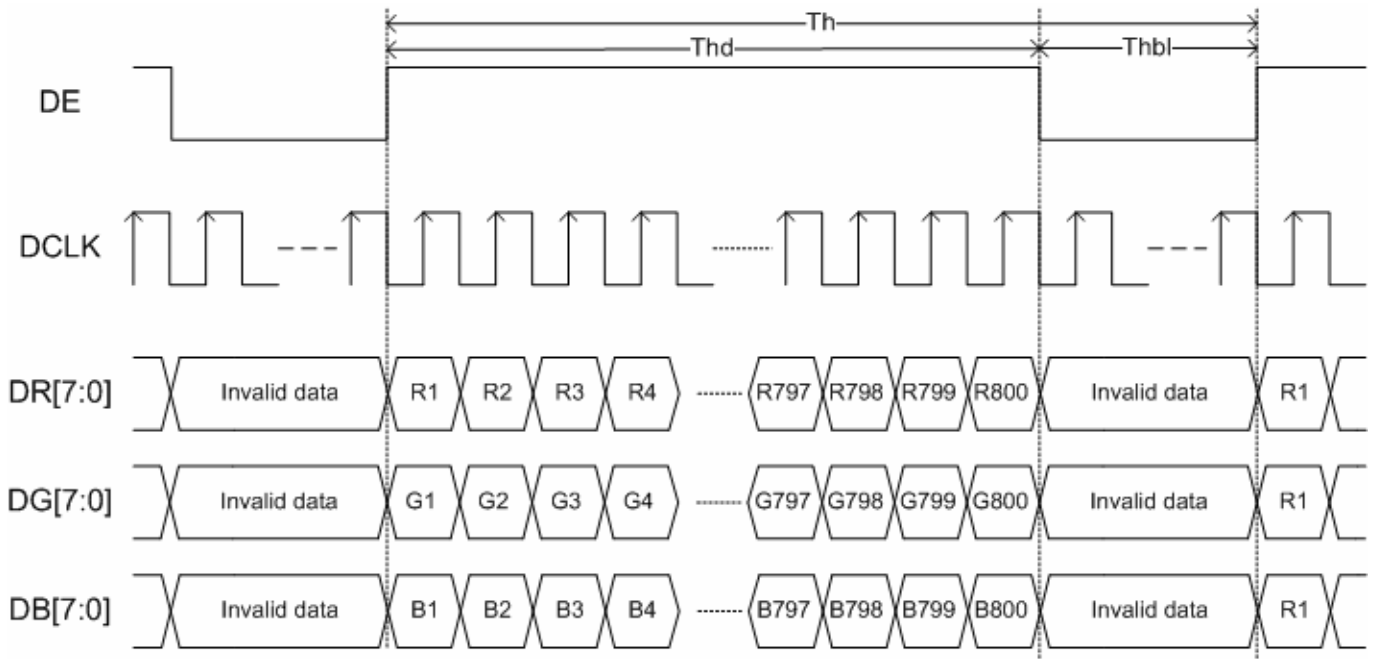 Th
Thd Thbl
DE
DCLK
DR[7:0] Invalid data R1 R2 R3 R4 R797 R798 R799 R800 Invalid data R1
DG[7:0] Invalid data G1 G2 G3 G4 G797 G798 G799 G800 Invalid data R1
DB[7:0] Invalid data B1 B2 B3 B4 B797 B798 B799 B800 Invalid data R1